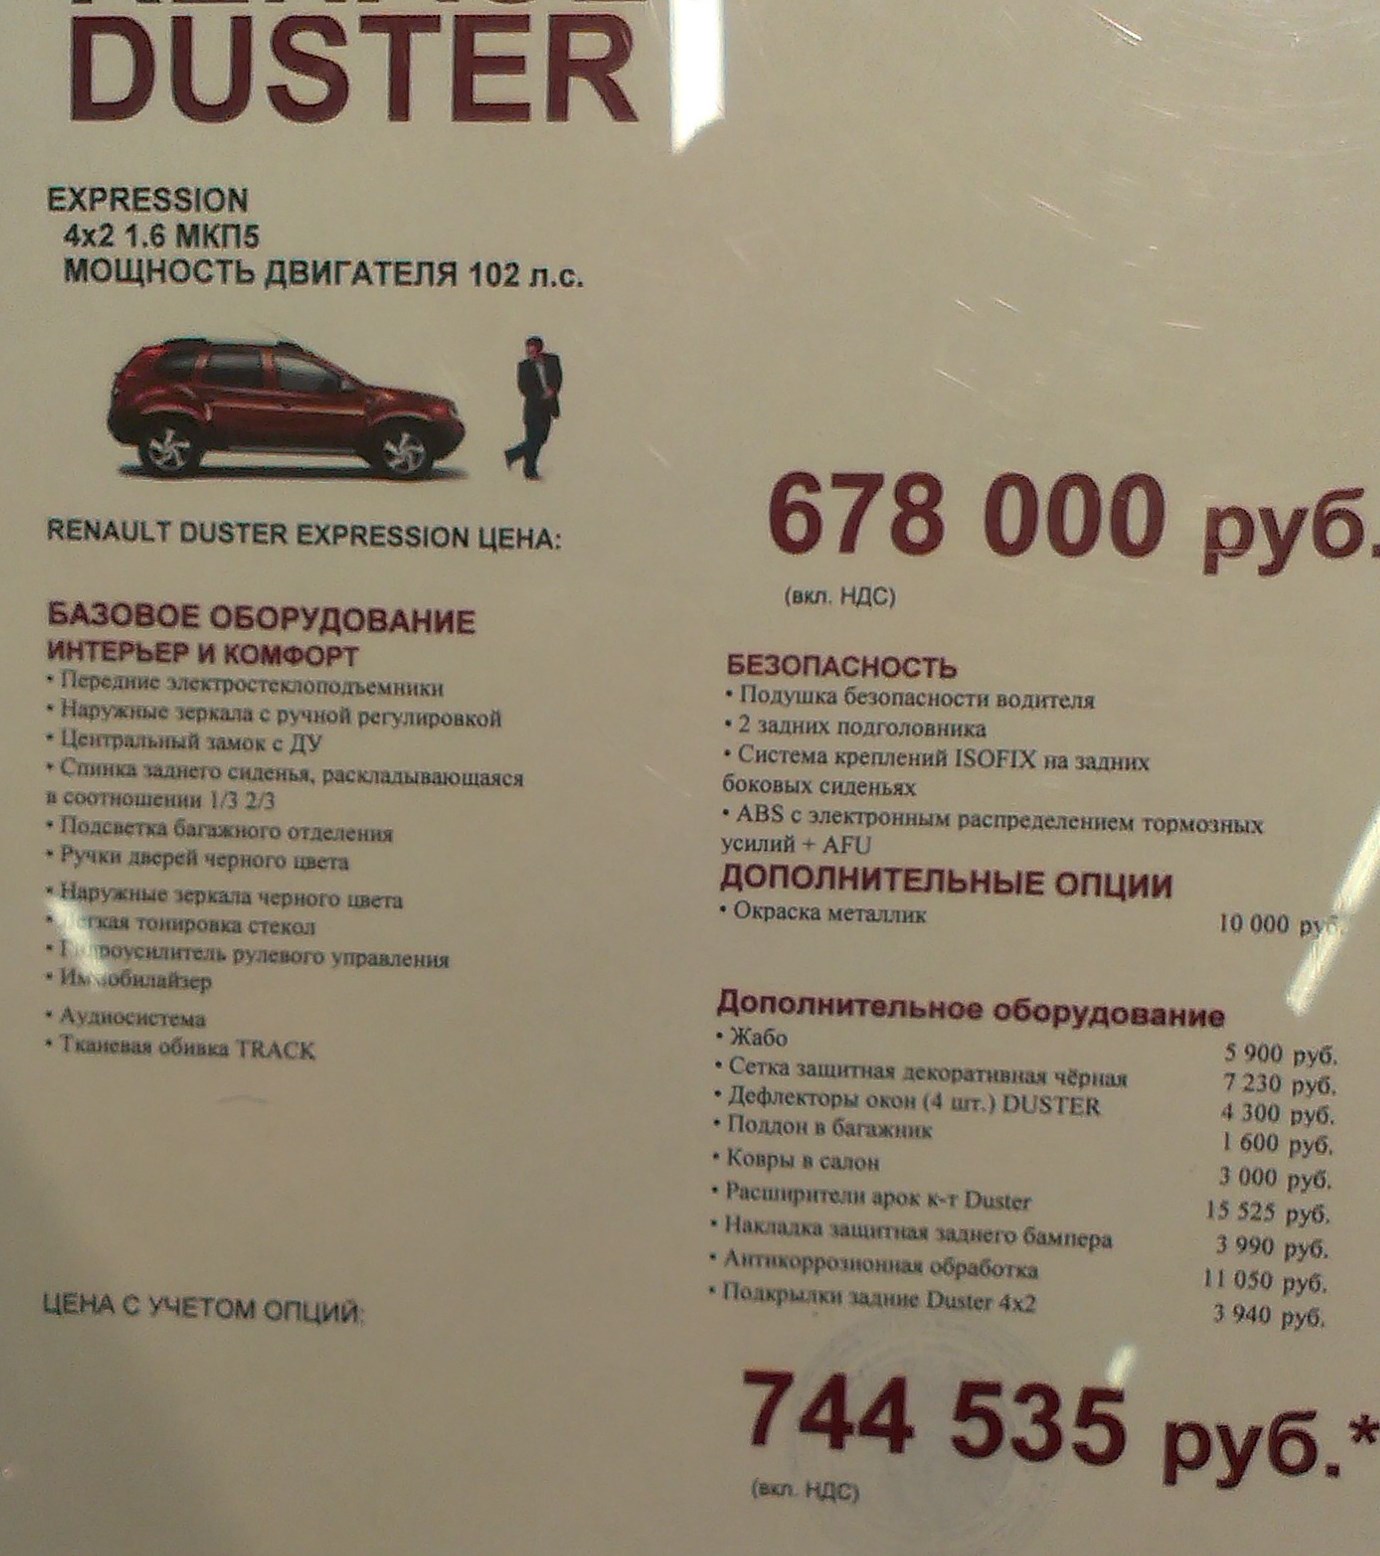 DUSTER
EXPRESSION
4x2 1.6 МКП5
МОЩНОСТЬ ДВИГАТЕЛЯ 102 л.с.
RENAULT DUSTER EXPRESSION ЦЕНА:
678 000 руб.
(вкл. НДС)
БАЗОВОЕ ОБОРУДОВАНИЕ
ИНТЕРЬЕР И КОМФОРТ
• Передние электростеклоподъемники
• Наружные зеркала с ручной регулировкой
• Центральный замок с ДУ
• Спинка заднего сиденья, раскладывающаяся
в соотношении 1/3 2/3
• Подсветка багажного отделения
• Ручки дверей черного цвета
• Наружные зеркала черного цвета
• Легкая тонировка стекол
• Гидроусилитель рулевого управления
• Иммобилайзер
• Аудиосистема
• Тканевая обивка TRACK
БЕЗОПАСНОСТЬ
• Подушка безопасности водителя
• 2 задних подголовника
• Система креплений ISOFIX на задних
боковых сиденьях
• ABS с электронным распределением тормозных
усилий + AFU
ДОПОЛНИТЕЛЬНЫЕ ОПЦИИ
• Окраска металлик 10 000 руб.
Дополнительное оборудование
• Жабо 5 900 руб.
• Сетка защитная декоративная чёрная 7 230 руб.
• Дефлекторы окон (4 шт.) DUSTER 4 300 руб.
• Поддон в багажник 1 600 руб.
• Ковры в салон 3 000 руб.
• Расширители арок к-т Duster 15 525 руб.
• Накладка защитная заднего бампера 3 990 руб.
• Антикоррозионная обработка 11 050 руб.
• Подкрылки задние Duster 4x2 3 940 руб.
ЦЕНА С УЧЕТОМ ОПЦИЙ:
744 535 руб.*
(вкл. НДС)